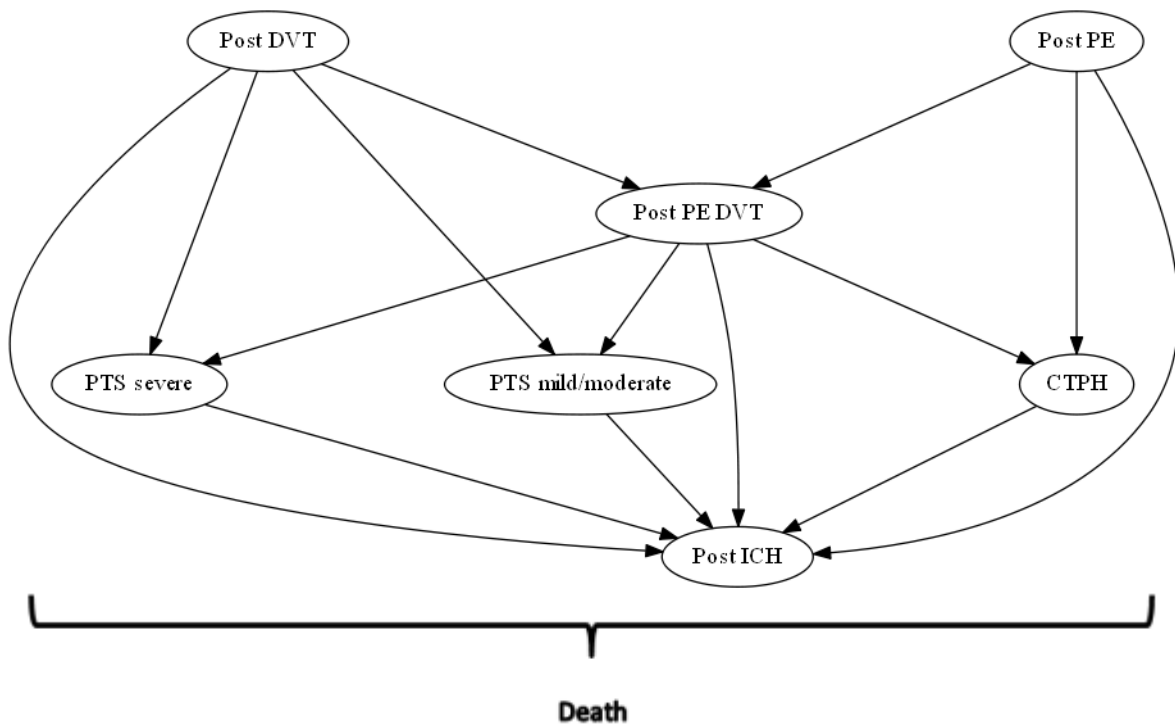 Post DVT
Post PE
Post PE DVT
PTS severe
PTS mild/moderate
CTPH
Post ICH
Death